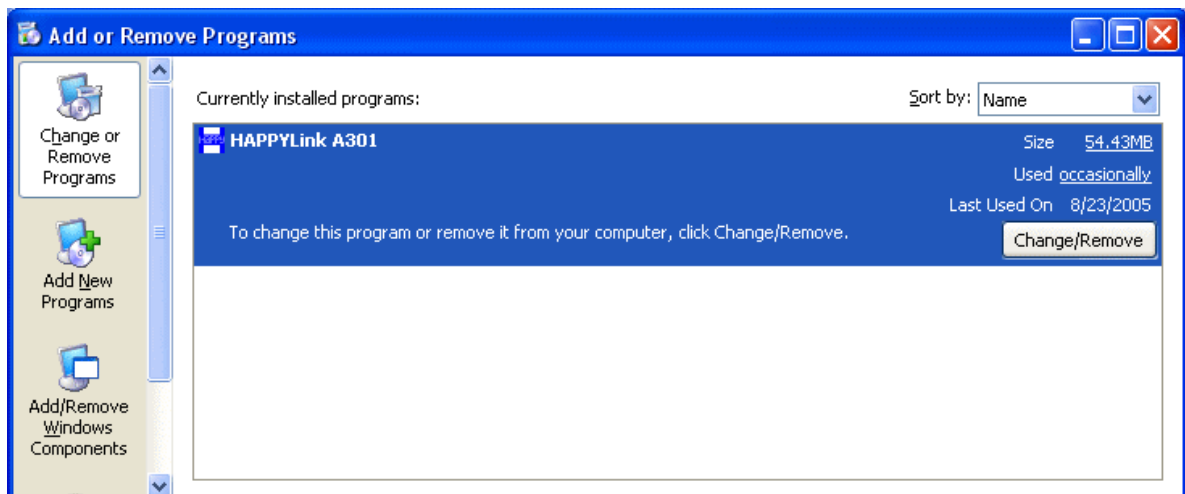 Add or Remove Programs
Change or
Remove
Programs
Add New
Programs
Add/Remove
Windows
Components
Currently installed programs:
Sort by: Name
HAPPY HAPPYLink A301
Size 54.43MB
Used occasionally
Last Used On 8/23/2005
To change this program or remove it from your computer, click Change/Remove.
Change/Remove